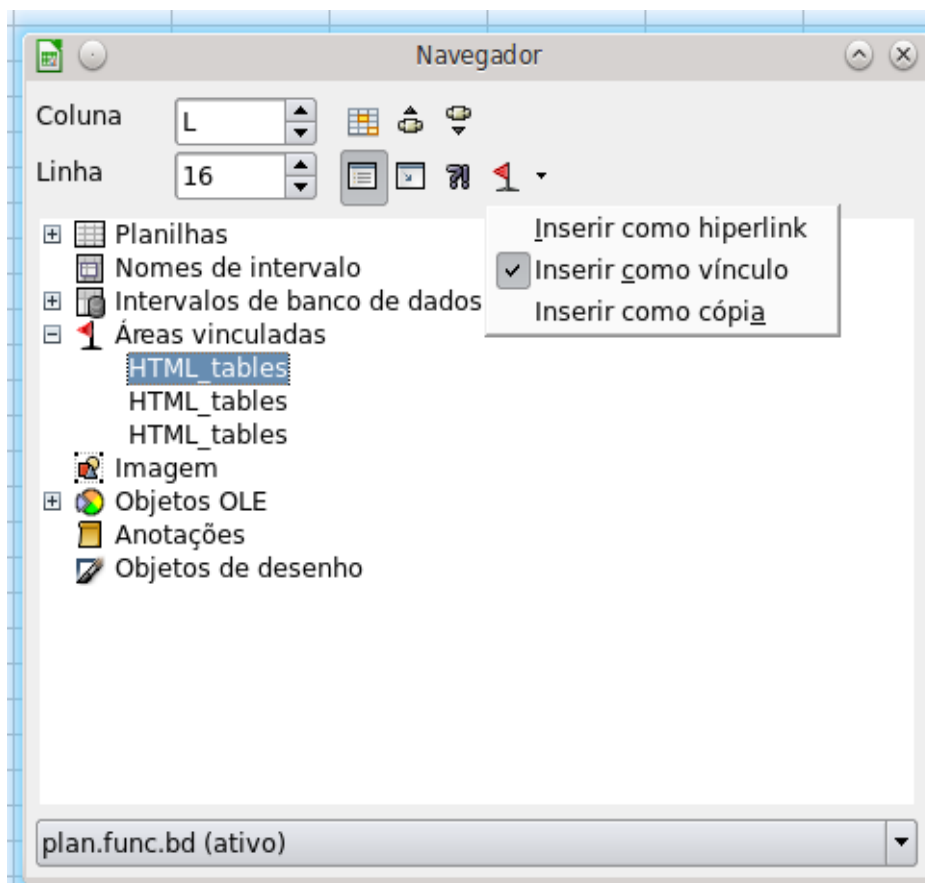 Navegador
Coluna L
Linha 16
Inserir como hiperlink
Inserir como vínculo
Inserir como cópia
Planilhas
Nomes de intervalo
Intervalos de banco de dados
Áreas vinculadas
HTML_tables
HTML_tables
HTML_tables
Imagem
Objetos OLE
Anotações
Objetos de desenho
plan.func.bd (ativo)